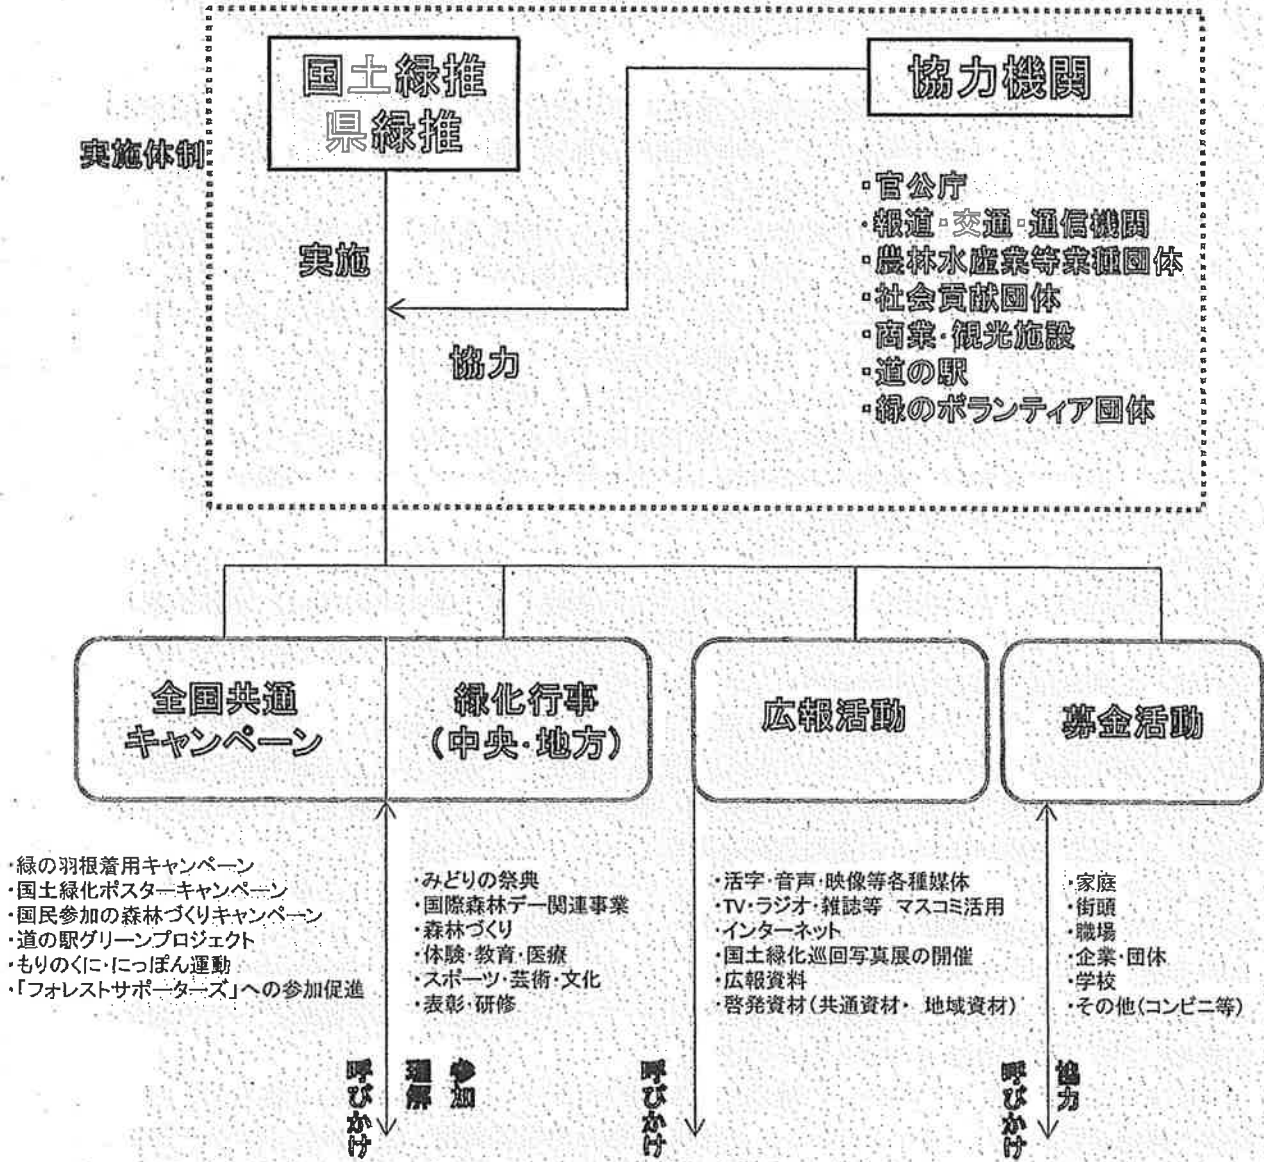 国土緑推
県緑推
協力機関
実施体制
・官公庁
・報道・交通・通信機関
・農林水産業等業種団体
・社会貢献団体
・商業・観光施設
・道の駅
・緑のボランティア団体
実施
協力
全国共通
キャンペーン
緑化行事
(中央・地方)
広報活動
募金活動
・緑の羽根着用キャンペーン
・国土緑化ポスターキャンペーン
・国民参加の森林づくりキャンペーン
・道の駅グリーンプロジェクト
・もりのくに・にっぽん運動
・「フォレストサポーターズ」への参加促進
・みどりの祭典
・国際森林デー関連事業
・森林づくり
・体験・教育・医療
・スポーツ・芸術・文化
・表彰・研修
・活字・音声・映像等各種媒体
・TV・ラジオ・雑誌等 マスコミ活用
・インターネット
・国土緑化巡回写真展の開催
・広報資料
・啓発資材(共通資材・ 地域資材)
・家庭
・街頭
・職場
・企業・団体
・学校
・その他(コンビニ等)
呼びかけ
理解
参加
呼びかけ
呼びかけ
協力